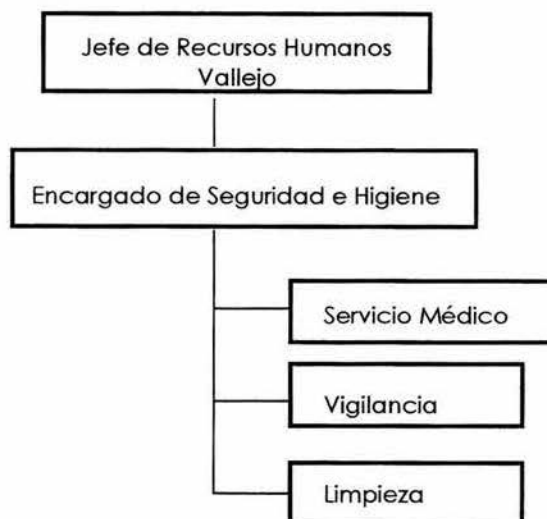 Jefe de Recursos Humanos
Vallejo
Encargado de Seguridad e Higiene
Servicio Médico
Vigilancia
Limpieza